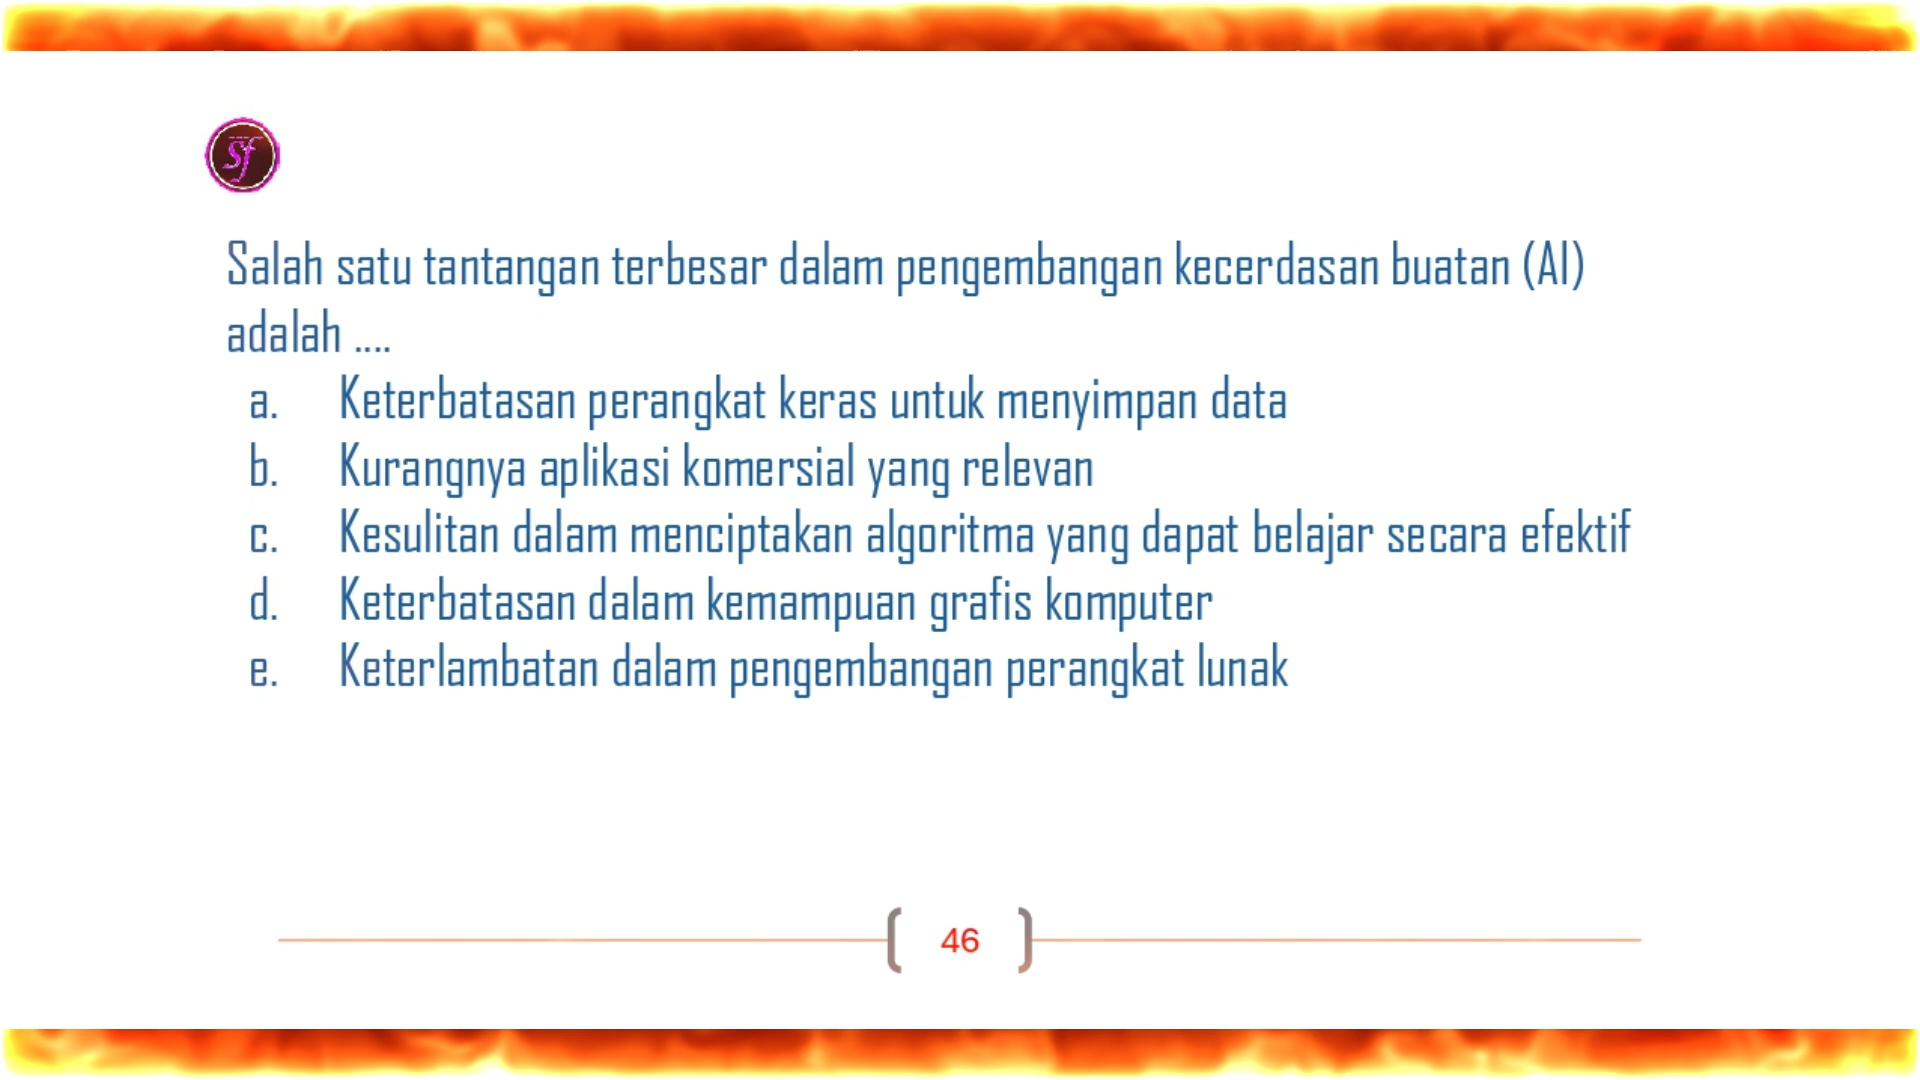 Sf
Salah satu tantangan terbesar dalam pengembangan kecerdasan buatan (AI)
adalah ....
a. Keterbatasan perangkat keras untuk menyimpan data
b. Kurangnya aplikasi komersial yang relevan
c. Kesulitan dalam menciptakan algoritma yang dapat belajar secara efektif
d. Keterbatasan dalam kemampuan grafis komputer
e. Keterlambatan dalam pengembangan perangkat lunak
46